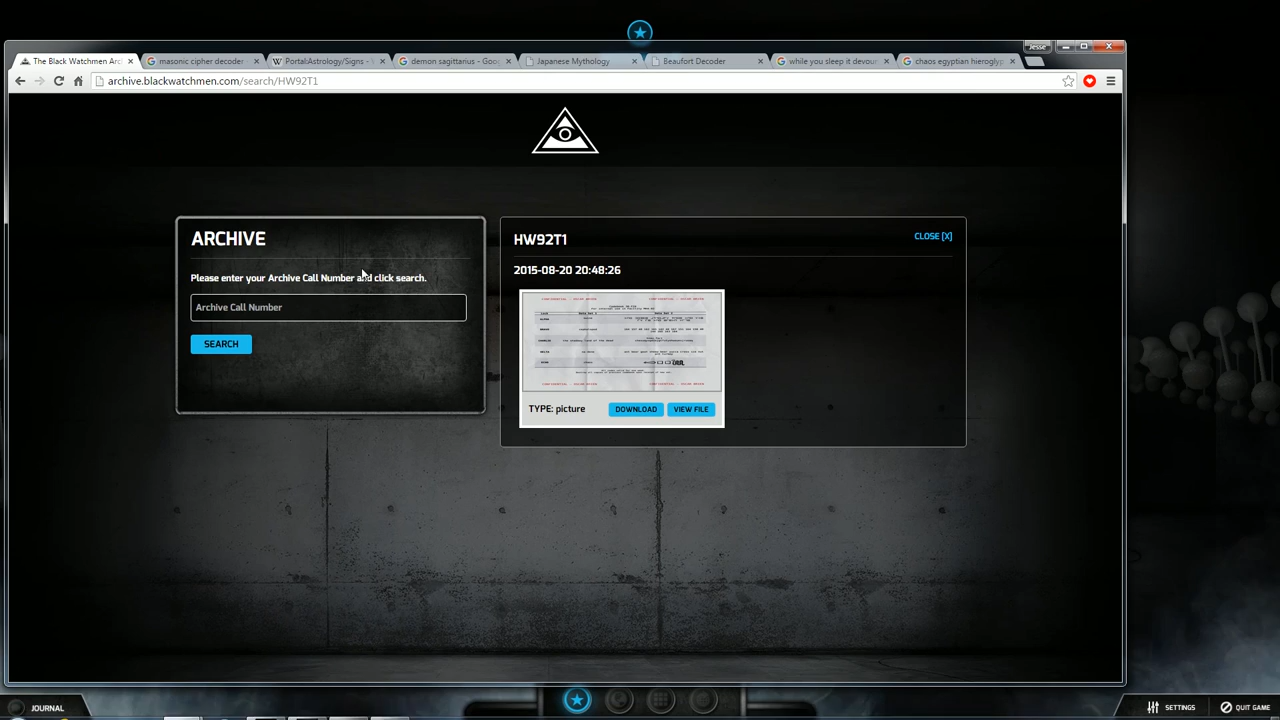 Jesse
The Black Watchmen Arc
masonic cipher decoder
Portal:Astrology/Signs - W
demon sagittarius - Goo
Japanese Mythology
Beaufort Decoder
while you sleep it devour
chaos egyptian hieroglyp
archive.blackwatchmen.com/search/HW92T1
ARCHIVE
Please enter your Archive Call Number and click search.
Archive Call Number
SEARCH
HW92T1
CLOSE [X]
2015-08-20 20:48:26
TYPE: picture
DOWNLOAD
VIEW FILE
JOURNAL
SETTINGS
QUIT GAME